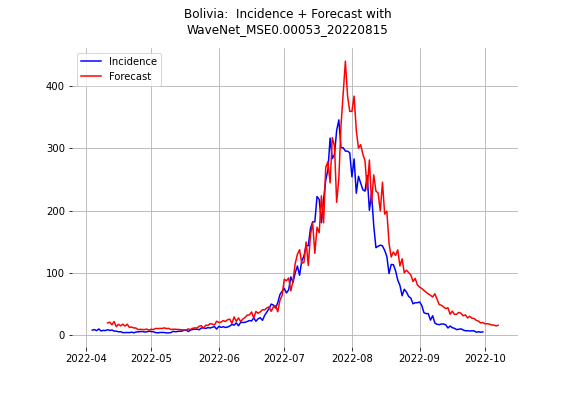 Bolivia:  Incidence + Forecast with
WaveNet_MSE0.00053_20220815
Incidence
Forecast
400
300
200
100
0
2022-04 2022-05 2022-06 2022-07 2022-08 2022-09 2022-10